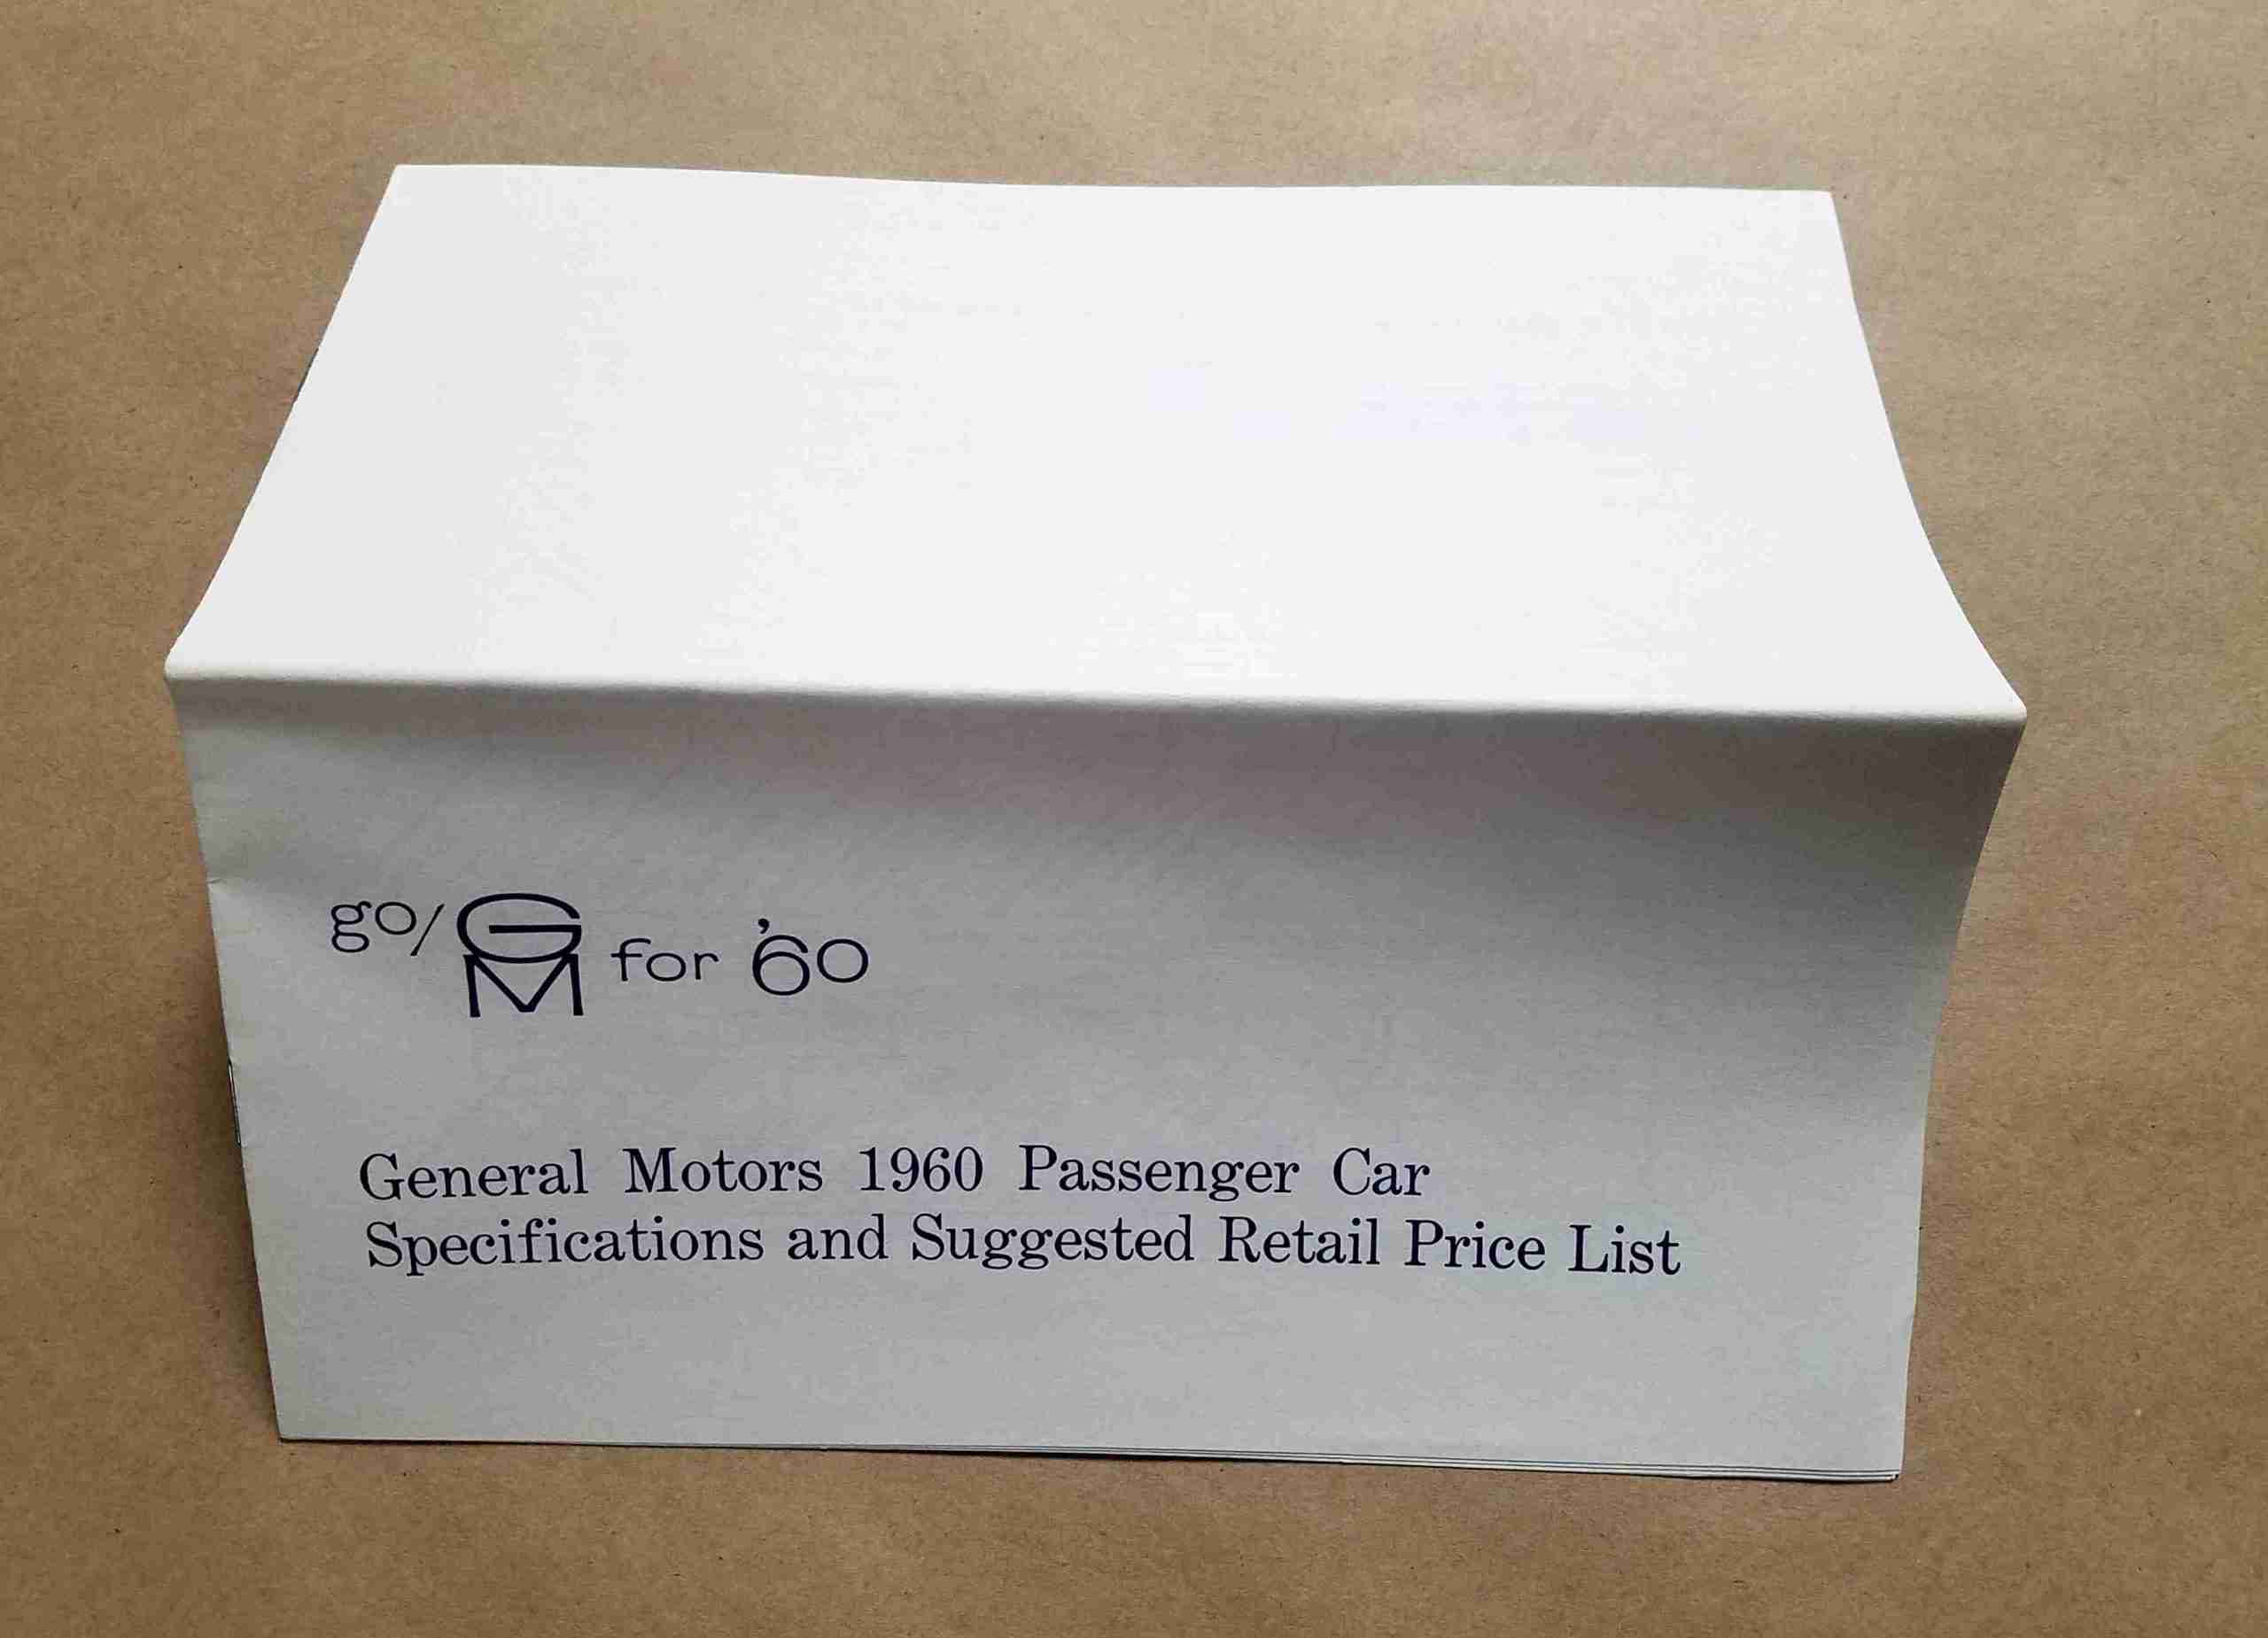 go/GM for '60
General Motors 1960 Passenger Car
Specifications and Suggested Retail Price List